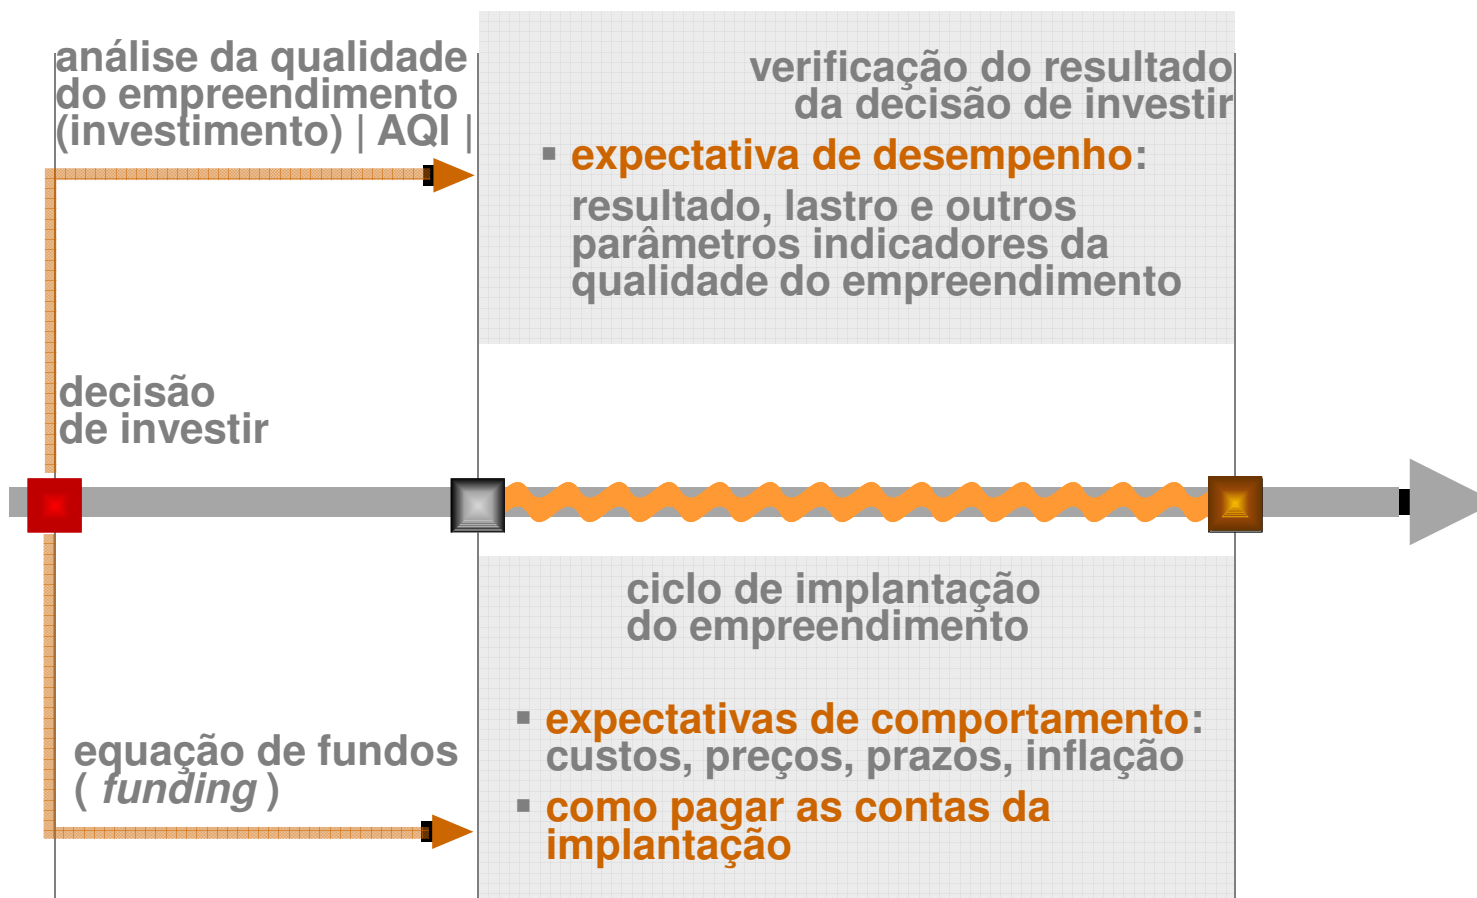 análise da qualidade
do empreendimento
(investimento) | AQI |
verificação do resultado
da decisão de investir
▪ expectativa de desempenho:
resultado, lastro e outros
parâmetros indicadores da
qualidade do empreendimento
decisão
de investir
ciclo de implantação
do empreendimento
equação de fundos
( funding )
▪ expectativas de comportamento:
custos, preços, prazos, inflação
▪ como pagar as contas da
implantação